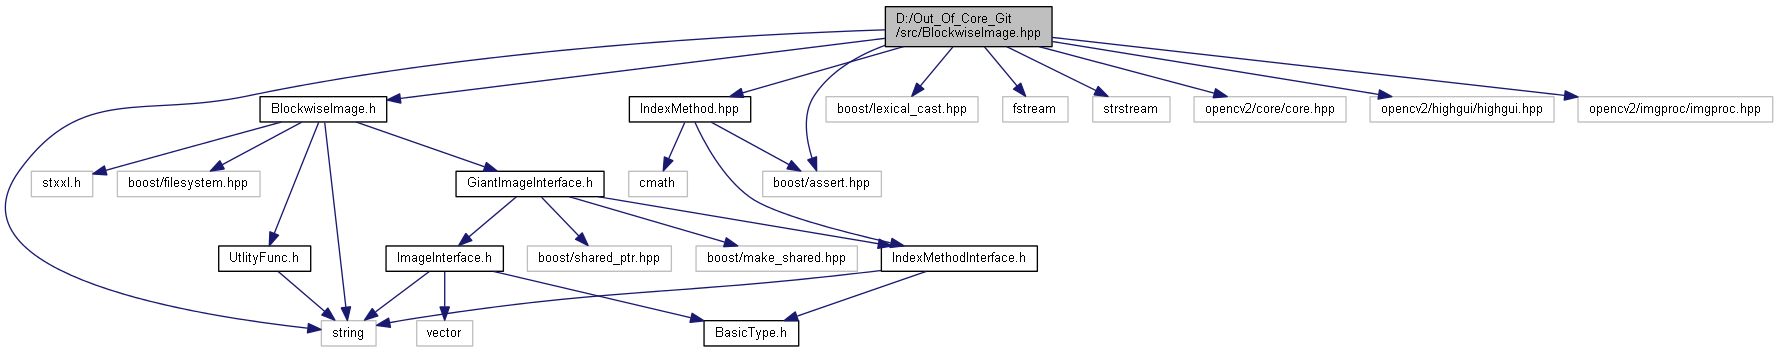 D:/Out_Of_Core_Git
/src/BlockwiseImage.hpp
BlockwiseImage.h
IndexMethod.hpp
boost/lexical_cast.hpp
fstream
strstream
opencv2/core/core.hpp
opencv2/highgui/highgui.hpp
opencv2/imgproc/imgproc.hpp
stxxl.h
boost/filesystem.hpp
GiantImageInterface.h
cmath
boost/assert.hpp
UtlityFunc.h
ImageInterface.h
boost/shared_ptr.hpp
boost/make_shared.hpp
IndexMethodInterface.h
string
vector
BasicType.h